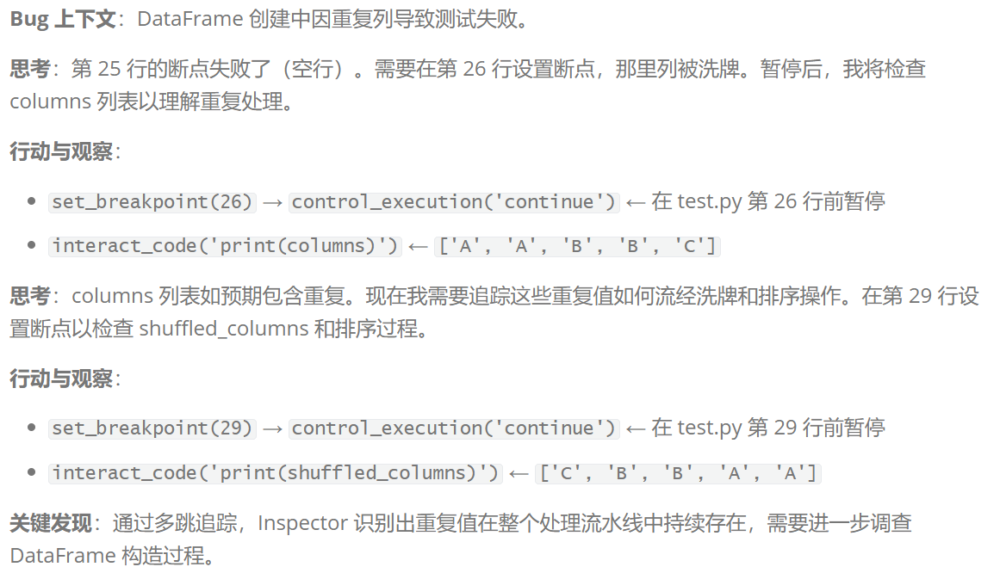 Bug 上下文：DataFrame 创建中因重复列导致测试失败。
思考：第 25 行的断点失败了（空行）。需要在第 26 行设置断点，那里列被洗牌。暂停后，我将检查
columns 列表以理解重复处理。
行动与观察：
• set_breakpoint(26) → control_execution('continue') ← 在 test.py 第 26 行前暂停
• interact_code('print(columns)') ← ['A', 'A', 'B', 'B', 'C']
思考：columns 列表如预期包含重复。现在我需要追踪这些重复值如何流经洗牌和排序操作。在第 29 行设
置断点以检查 shuffled_columns 和排序过程。
行动与观察：
• set_breakpoint(29) → control_execution('continue') ← 在 test.py 第 29 行前暂停
• interact_code('print(shuffled_columns)') ← ['C', 'B', 'B', 'A', 'A']
关键发现：通过多跳追踪，Inspector 识别出重复值在整个处理流水线中持续存在，需要进一步调查
DataFrame 构造过程。